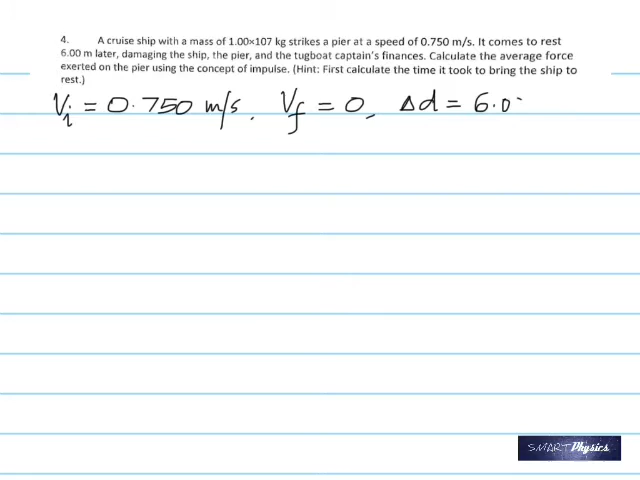 4. A cruise ship with a mass of 1.00×107 kg strikes a pier at a speed of 0.750 m/s. It comes to rest
6.00 m later, damaging the ship, the pier, and the tugboat captain's finances. Calculate the average force
exerted on the pier using the concept of impulse. (Hint: First calculate the time it took to bring the ship to
rest.)
Vi = 0.750 m/s, Vf = 0, Δd = 6.0
SMART Physics